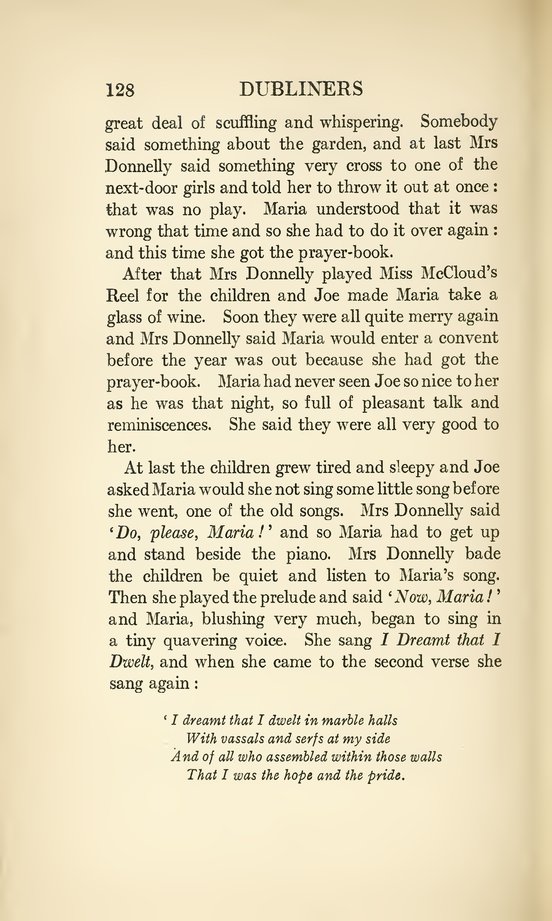 128 DUBLINERS
great deal of scuffling and whispering. Somebody
said something about the garden, and at last Mrs
Donnelly said something very cross to one of the
next-door girls and told her to throw it out at once :
that was no play. Maria understood that it was
wrong that time and so she had to do it over again :
and this time she got the prayer-book.
After that Mrs Donnelly played Miss McCloud's
Reel for the children and Joe made Maria take a
glass of wine. Soon they were all quite merry again
and Mrs Donnelly said Maria would enter a convent
before the year was out because she had got the
prayer-book. Maria had never seen Joe so nice to her
as he was that night, so full of pleasant talk and
reminiscences. She said they were all very good to
her.
At last the children grew tired and sleepy and Joe
asked Maria would she not sing some little song before
she went, one of the old songs. Mrs Donnelly said
‘Do, please, Maria!’ and so Maria had to get up
and stand beside the piano. Mrs Donnelly bade
the children be quiet and listen to Maria's song.
Then she played the prelude and said ‘Now, Maria!’
and Maria, blushing very much, began to sing in
a tiny quavering voice. She sang I Dreamt that I
Dwelt, and when she came to the second verse she
sang again :
‘I dreamt that I dwelt in marble halls
With vassals and serfs at my side
And of all who assembled within those walls
That I was the hope and the pride.